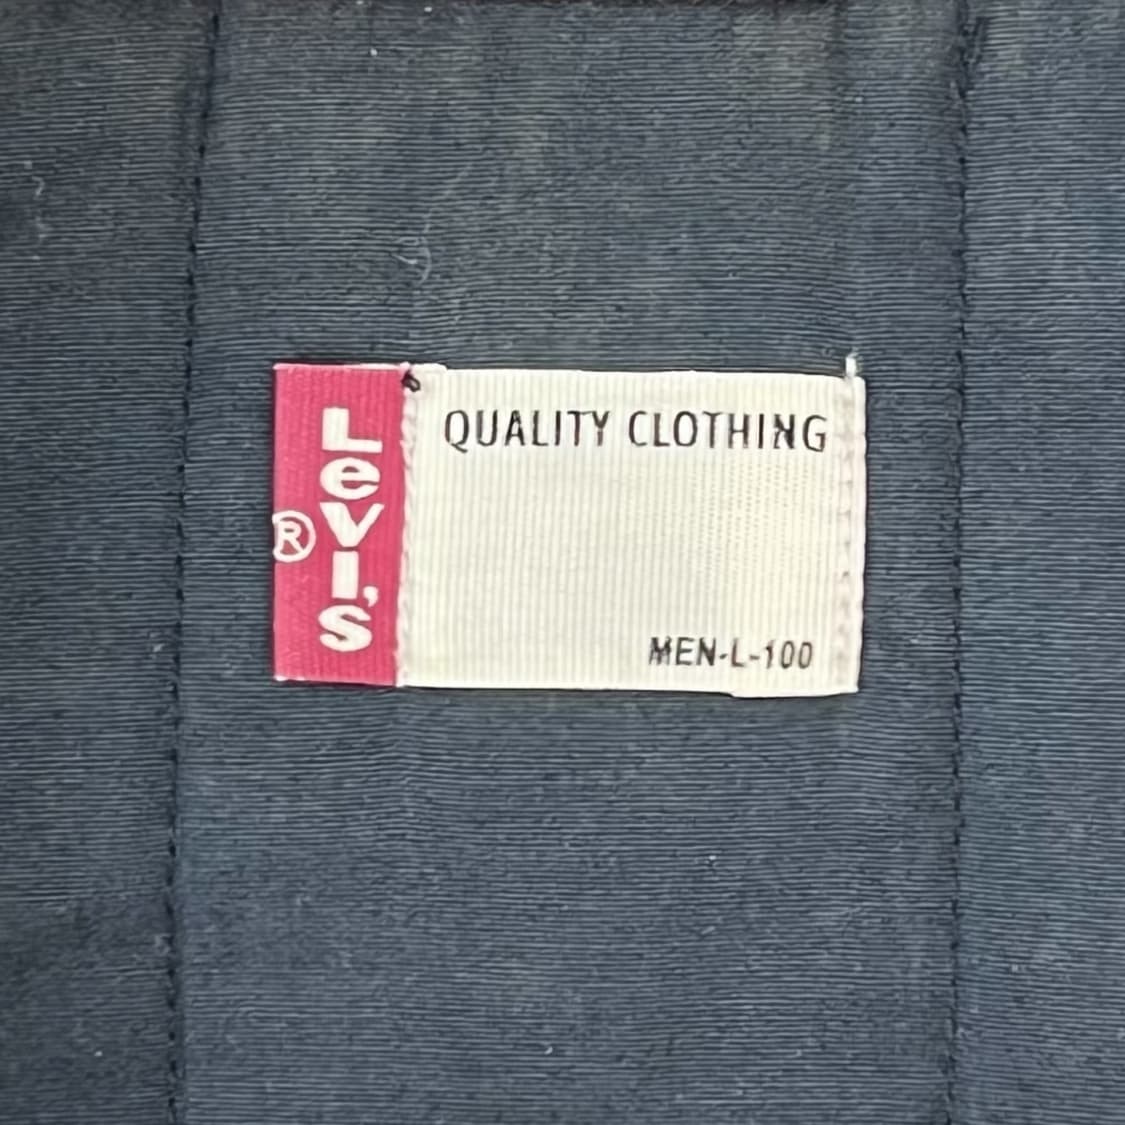 Levi's
®
QUALITY CLOTHING
MEN-L-100